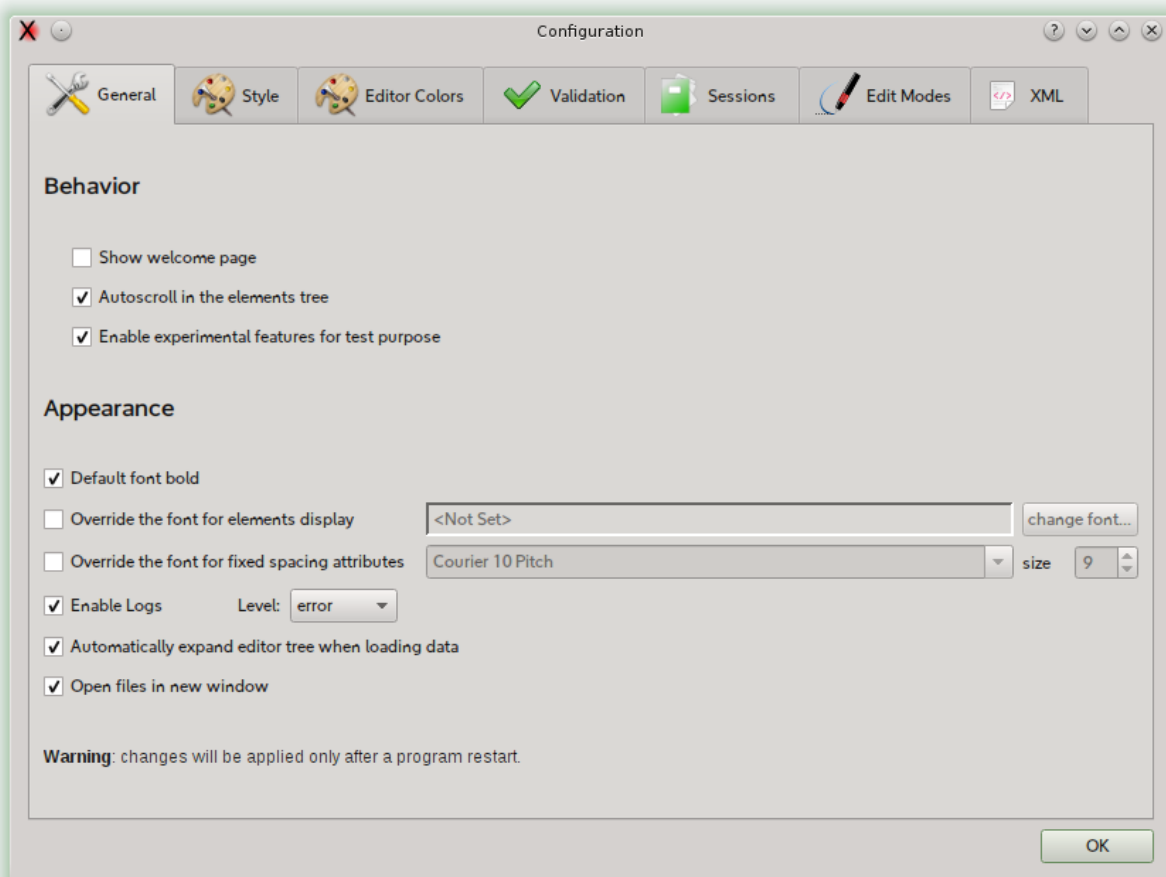 Configuration
General Style Editor Colors Validation Sessions Edit Modes XML
Behavior
Show welcome page
Autoscroll in the elements tree
Enable experimental features for test purpose
Appearance
Default font bold
Override the font for elements display <Not Set> change font...
Override the font for fixed spacing attributes Courier 10 Pitch size 9
Enable Logs Level: error
Automatically expand editor tree when loading data
Open files in new window
Warning: changes will be applied only after a program restart.
OK